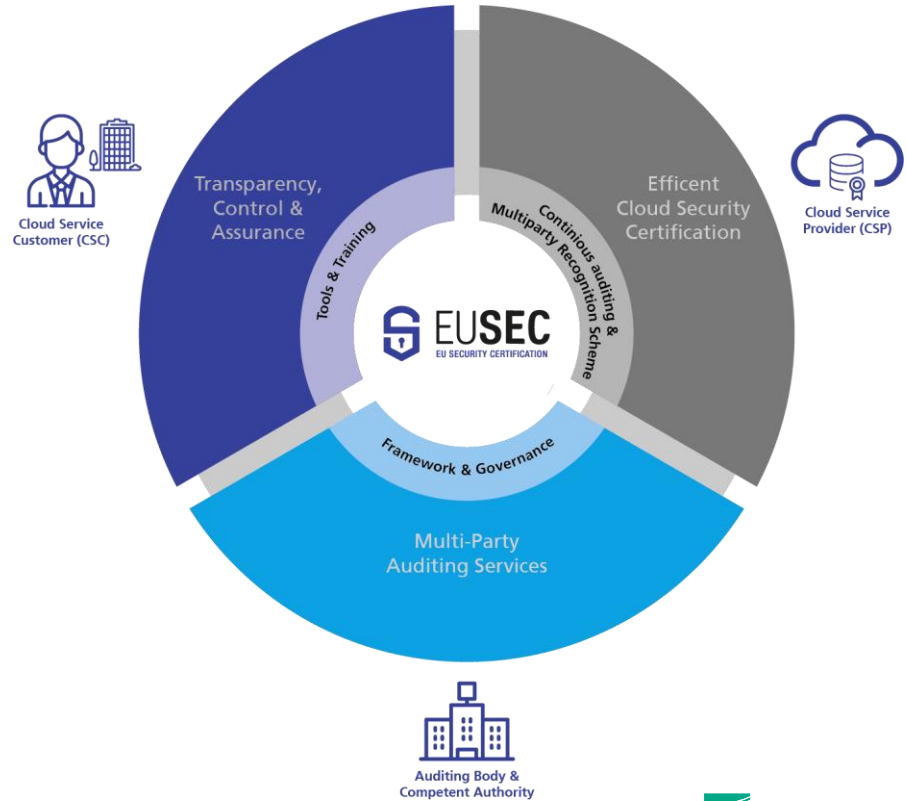 Transparency,
Control &
Assurance
Efficent
Cloud Security
Certification
Cloud Service
Customer (CSC)
Cloud Service
Provider (CSP)
Tools & Training
Continious auditing &
Multiparty Recognition Scheme
EUSEC
EU SECURITY CERTIFICATION
Framework & Governance
Multi-Party
Auditing Services
Auditing Body &
Competent Authority